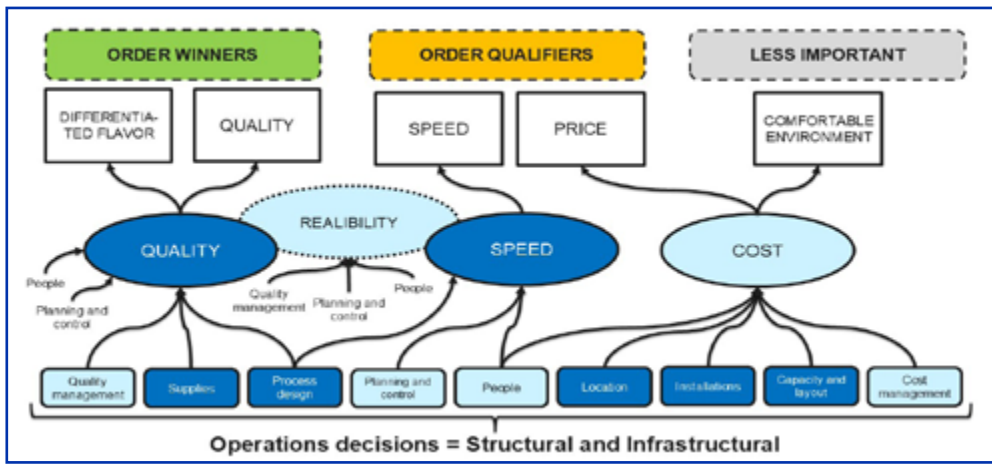 ORDER WINNERS
ORDER QUALIFIERS
LESS IMPORTANT
DIFFERENTIA-
TED FLAVOR
QUALITY
SPEED
PRICE
COMFORTABLE
ENVIRONMENT
REALIBILITY
QUALITY
SPEED
COST
People
Planning and
control
Quality
management
Planning and
control
People
Quality
management
Supplies
Process
design
Planning and
control
People
Location
Installations
Capacity and
layout
Cost
management
Operations decisions = Structural and Infrastructural